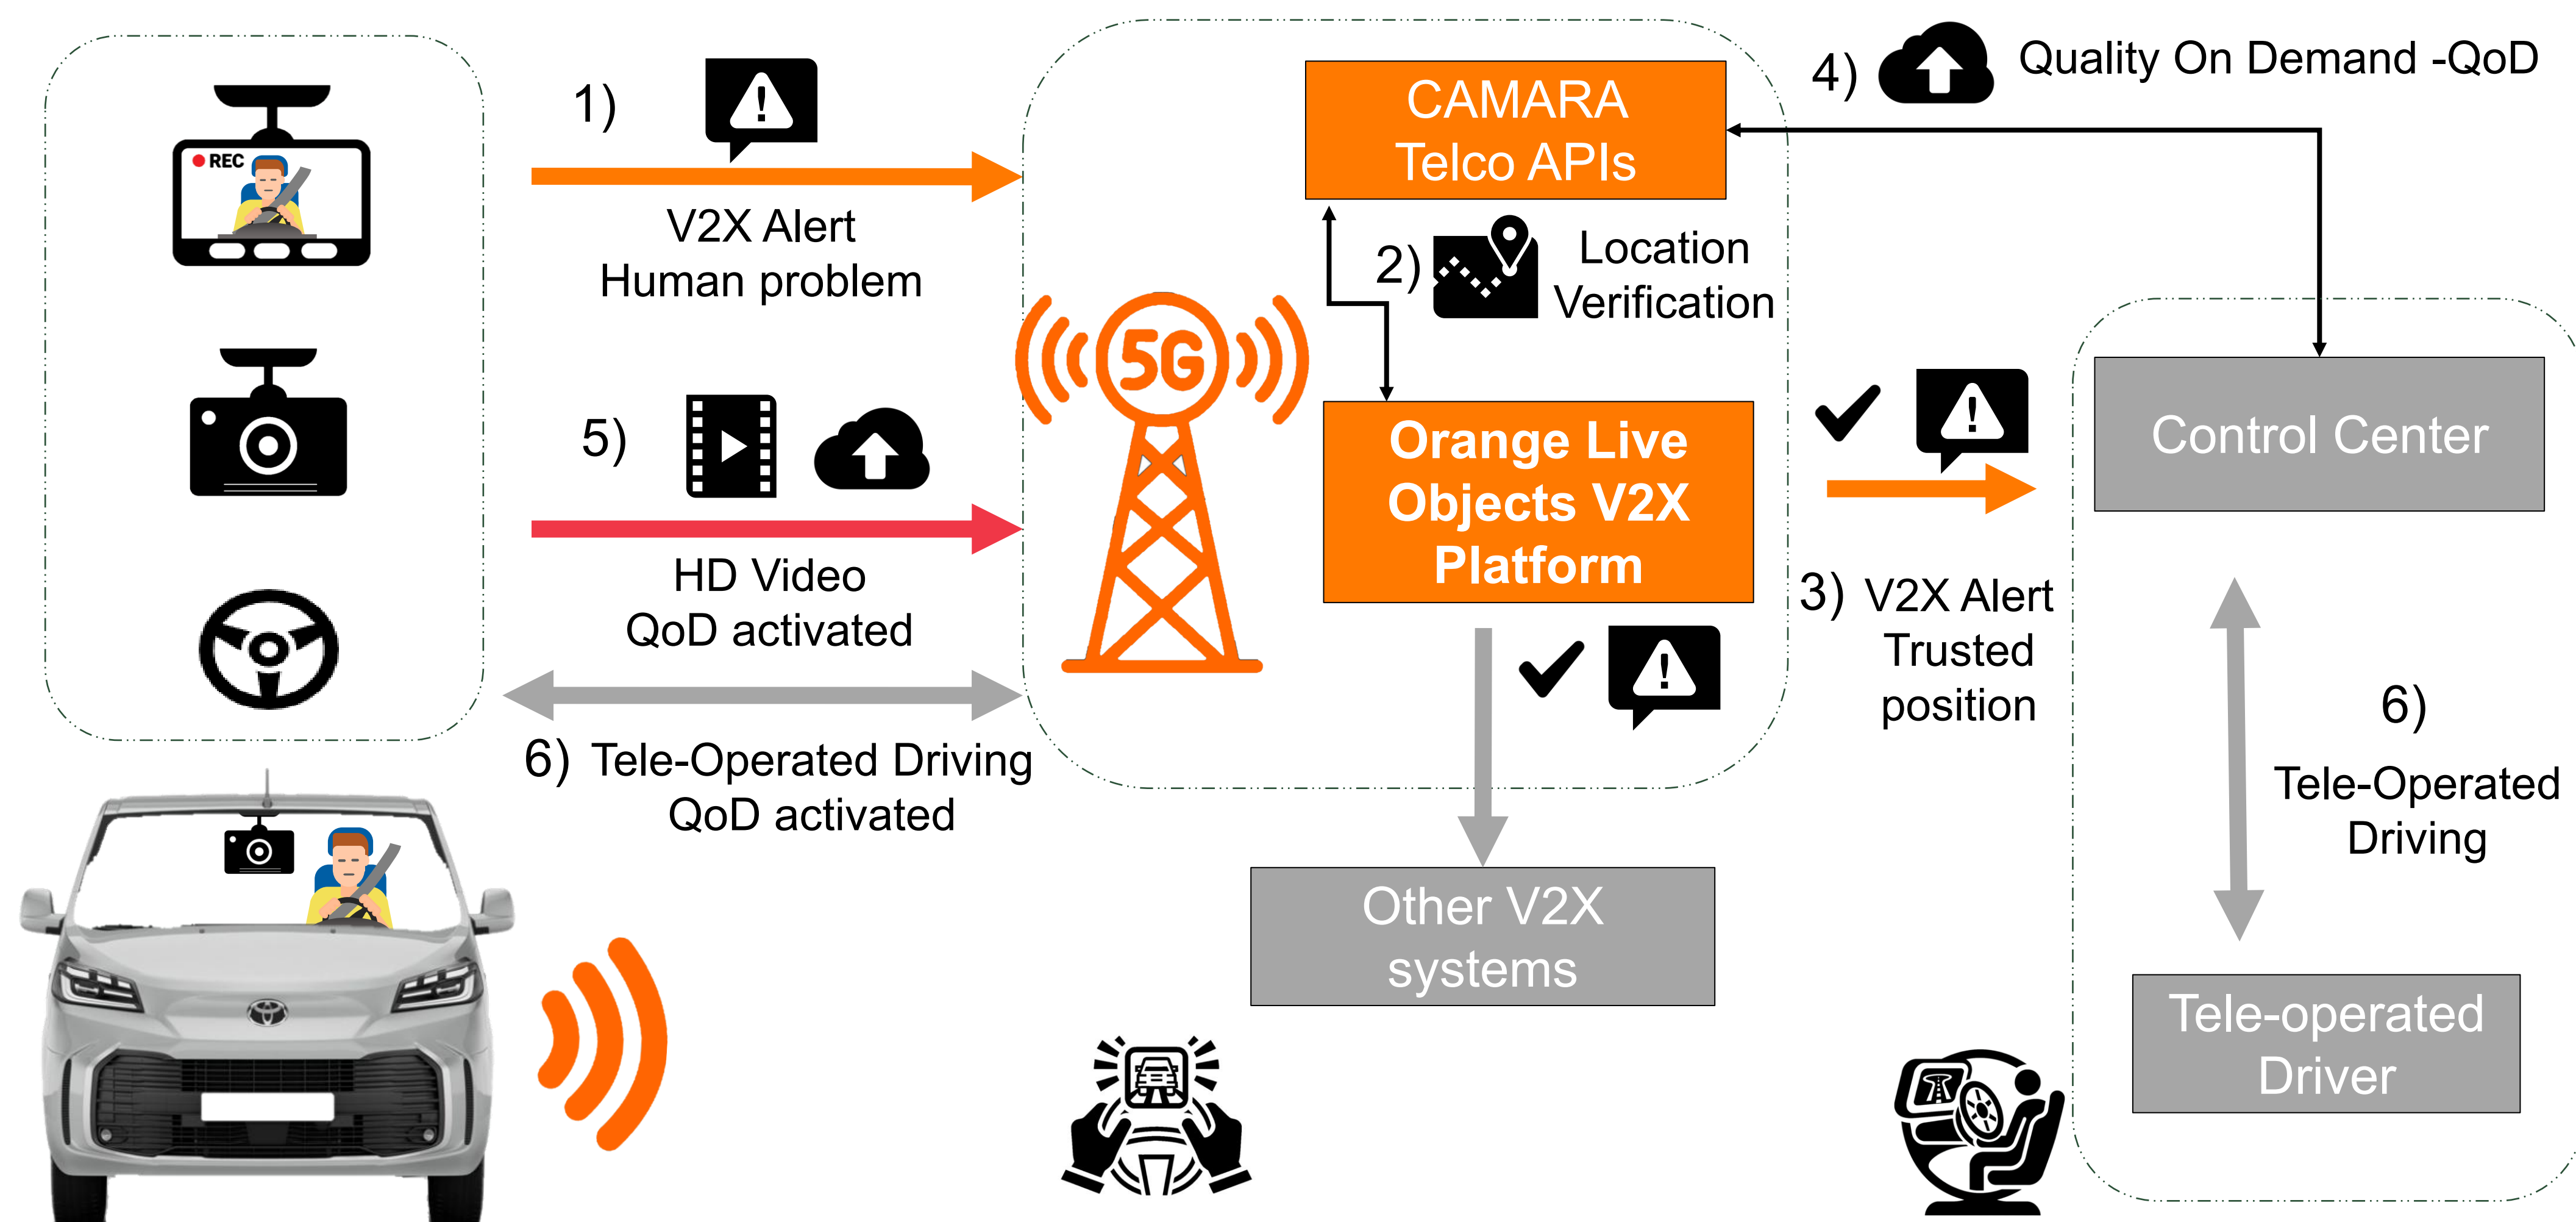 REC
1)
V2X Alert
Human problem
5)
HD Video
QoD activated
6) Tele-Operated Driving
QoD activated
5G
CAMARA
Telco APIs
2)
Location
Verification
Orange Live
Objects V2X
Platform
Other V2X
systems
4)
Quality On Demand -QoD
3) V2X Alert
Trusted
position
Control Center
6)
Tele-Operated
Driving
Tele-operated
Driver